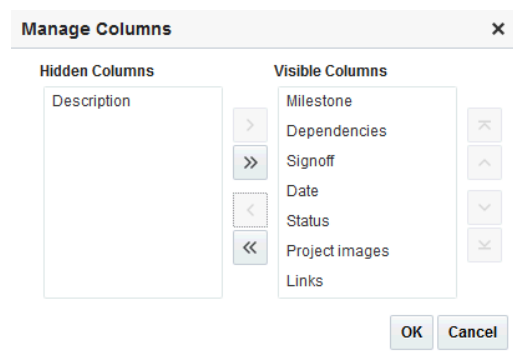 Manage Columns
Hidden Columns
Description
Visible Columns
Milestone
Dependencies
Signoff
Date
Status
Project images
Links
OK
Cancel